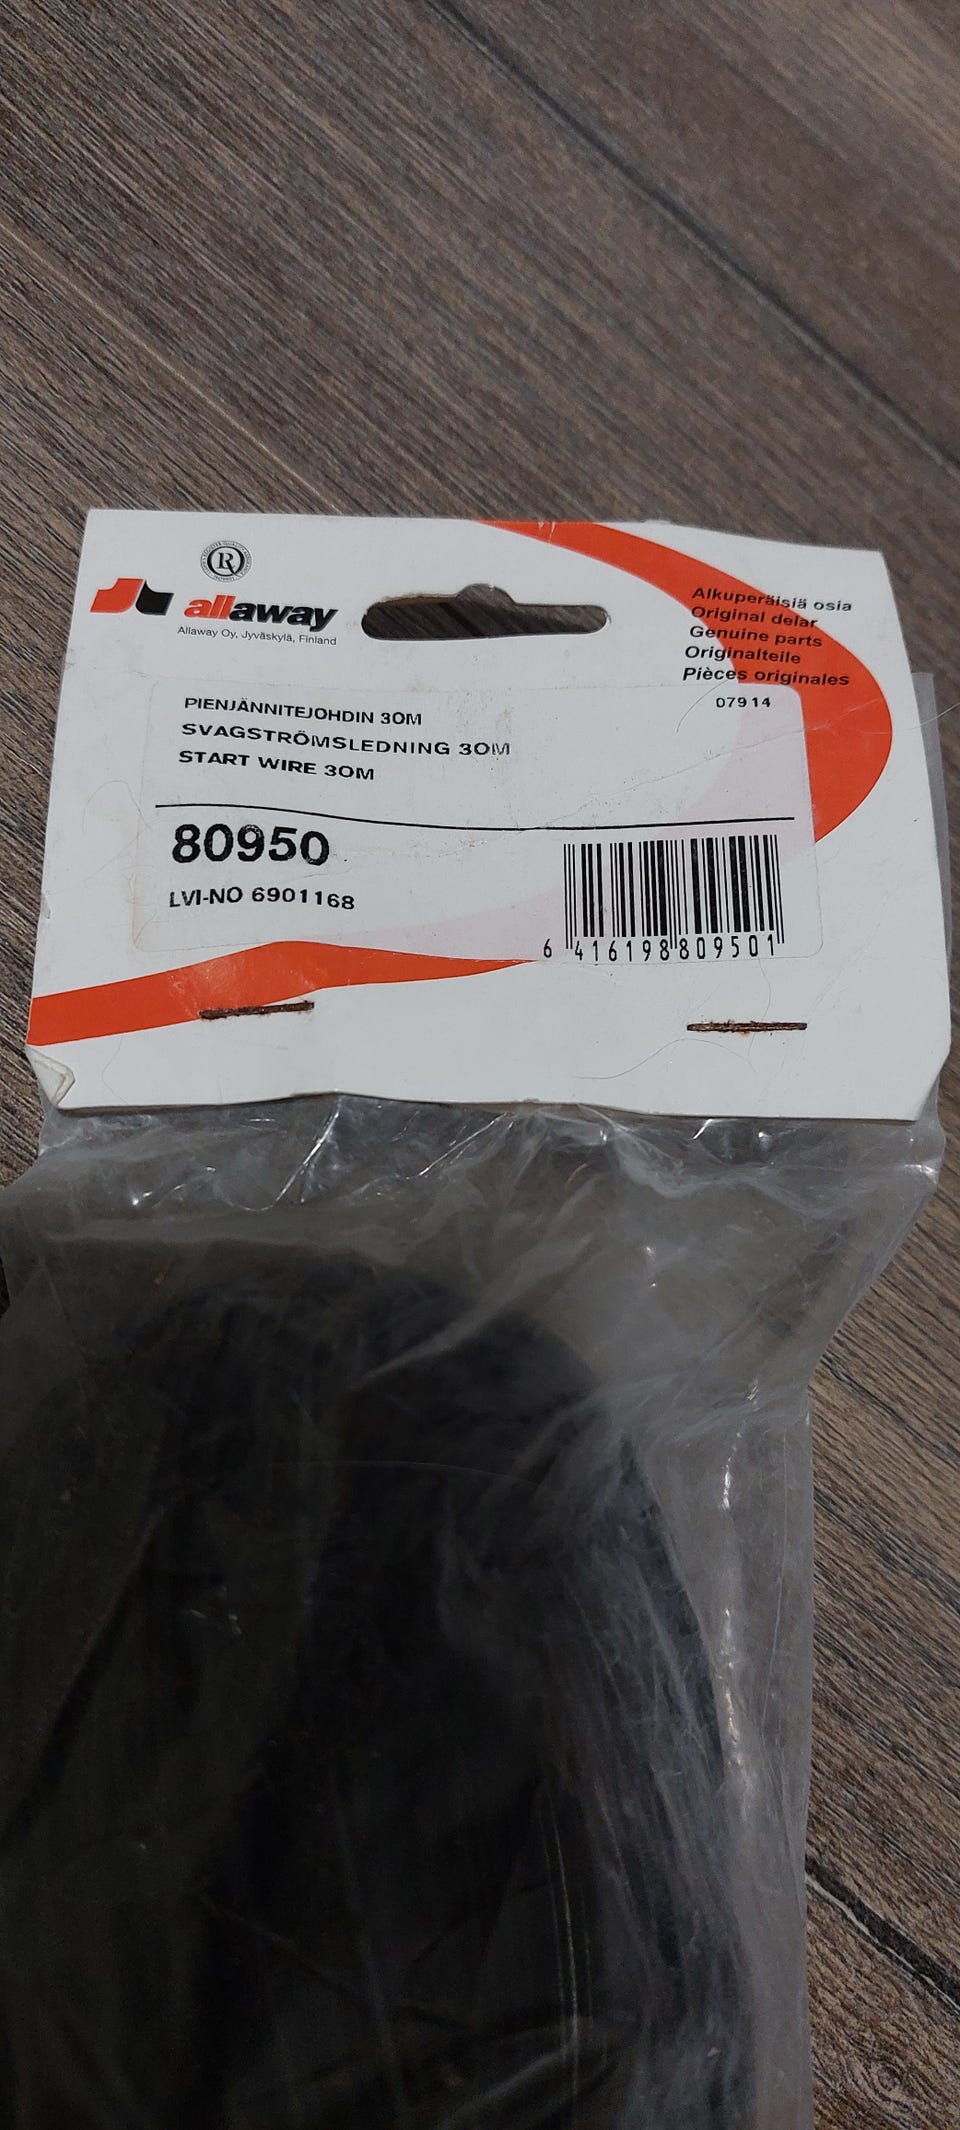 R
allaway
Allaway Oy, Jyväskylä, Finland
Alkuperäisiä osia
Original delar
Genuine parts
Originalteile
Pièces originales
07914
PIENJÄNNITEJOHDIN 30M
SVAGSTRÖMSLEDNING 30M
START WIRE 30M
80950
LVI-NO 6901168
6 416198 809501